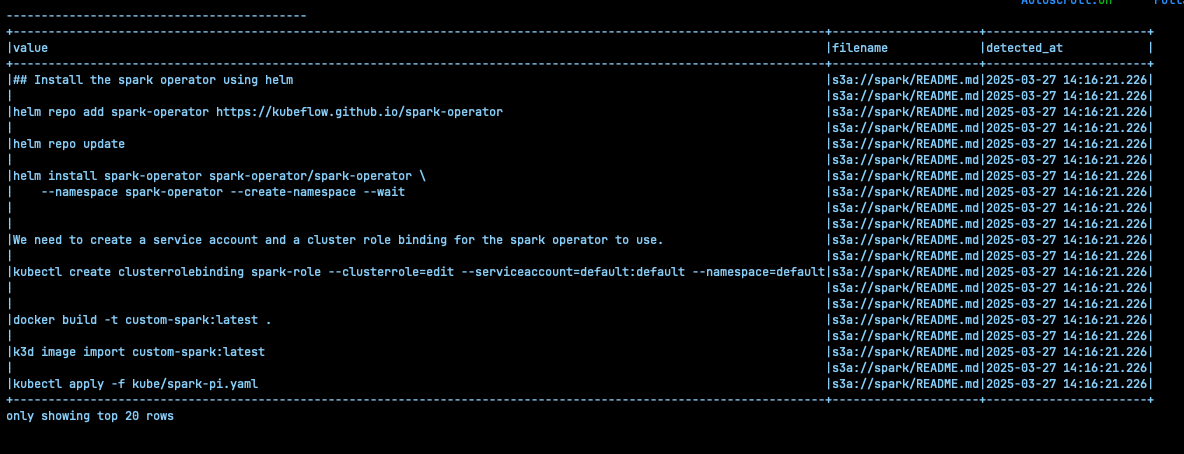 Autoscroll:On
-------------------------------------------
+--------------------------------------------------------------------------------------------------------------------+---------------------+-----------------------+
|value |filename |detected_at |
+--------------------------------------------------------------------------------------------------------------------+---------------------+-----------------------+
|## Install the spark operator using helm |s3a://spark/README.md|2025-03-27 14:16:21.226|
| |s3a://spark/README.md|2025-03-27 14:16:21.226|
|helm repo add spark-operator https://kubeflow.github.io/spark-operator |s3a://spark/README.md|2025-03-27 14:16:21.226|
| |s3a://spark/README.md|2025-03-27 14:16:21.226|
|helm repo update |s3a://spark/README.md|2025-03-27 14:16:21.226|
| |s3a://spark/README.md|2025-03-27 14:16:21.226|
|helm install spark-operator spark-operator/spark-operator \ |s3a://spark/README.md|2025-03-27 14:16:21.226|
|    --namespace spark-operator --create-namespace --wait |s3a://spark/README.md|2025-03-27 14:16:21.226|
| |s3a://spark/README.md|2025-03-27 14:16:21.226|
| |s3a://spark/README.md|2025-03-27 14:16:21.226|
|We need to create a service account and a cluster role binding for the spark operator to use. |s3a://spark/README.md|2025-03-27 14:16:21.226|
| |s3a://spark/README.md|2025-03-27 14:16:21.226|
|kubectl create clusterrolebinding spark-role --clusterrole=edit --serviceaccount=default:default --namespace=default|s3a://spark/README.md|2025-03-27 14:16:21.226|
| |s3a://spark/README.md|2025-03-27 14:16:21.226|
| |s3a://spark/README.md|2025-03-27 14:16:21.226|
|docker build -t custom-spark:latest . |s3a://spark/README.md|2025-03-27 14:16:21.226|
| |s3a://spark/README.md|2025-03-27 14:16:21.226|
|k3d image import custom-spark:latest |s3a://spark/README.md|2025-03-27 14:16:21.226|
| |s3a://spark/README.md|2025-03-27 14:16:21.226|
|kubectl apply -f kube/spark-pi.yaml |s3a://spark/README.md|2025-03-27 14:16:21.226|
+--------------------------------------------------------------------------------------------------------------------+---------------------+-----------------------+
only showing top 20 rows